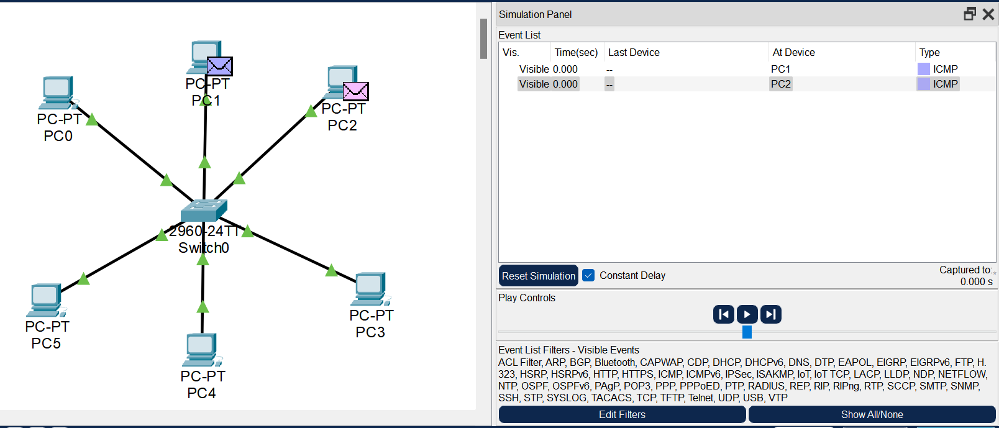 PC-PT
PC0
PC-PT
PC1
PC-PT
PC2
2960-24TT
Switch0
PC-PT
PC3
PC-PT
PC4
PC-PT
PC5
Simulation Panel
Event List
Vis. Time(sec) Last Device At Device Type
Visible 0.000 -- PC1 ICMP
Visible 0.000 -- PC2 ICMP
Reset Simulation Constant Delay Captured to: *
0.000 s
Play Controls
Event List Filters - Visible Events
ACL Filter, ARP, BGP, Bluetooth, CAPWAP, CDP, DHCP, DHCPv6, DNS, DTP, EAPOL, EIGRP, EIGRPv6, FTP, H.
323, HSRP, HSRPv6, HTTP, HTTPS, ICMP, ICMPv6, IPSec, ISAKMP, IoT, IoT TCP, LACP, LLDP, NDP, NETFLOW,
NTP, OSPF, OSPFv6, PAgP, POP3, PPP, PPPoED, PTP, RADIUS, REP, RIP, RIPng, RTP, SCCP, SMTP, SNMP,
SSH, STP, SYSLOG, TACACS, TCP, TFTP, Telnet, UDP, USB, VTP
Edit Filters Show All/None